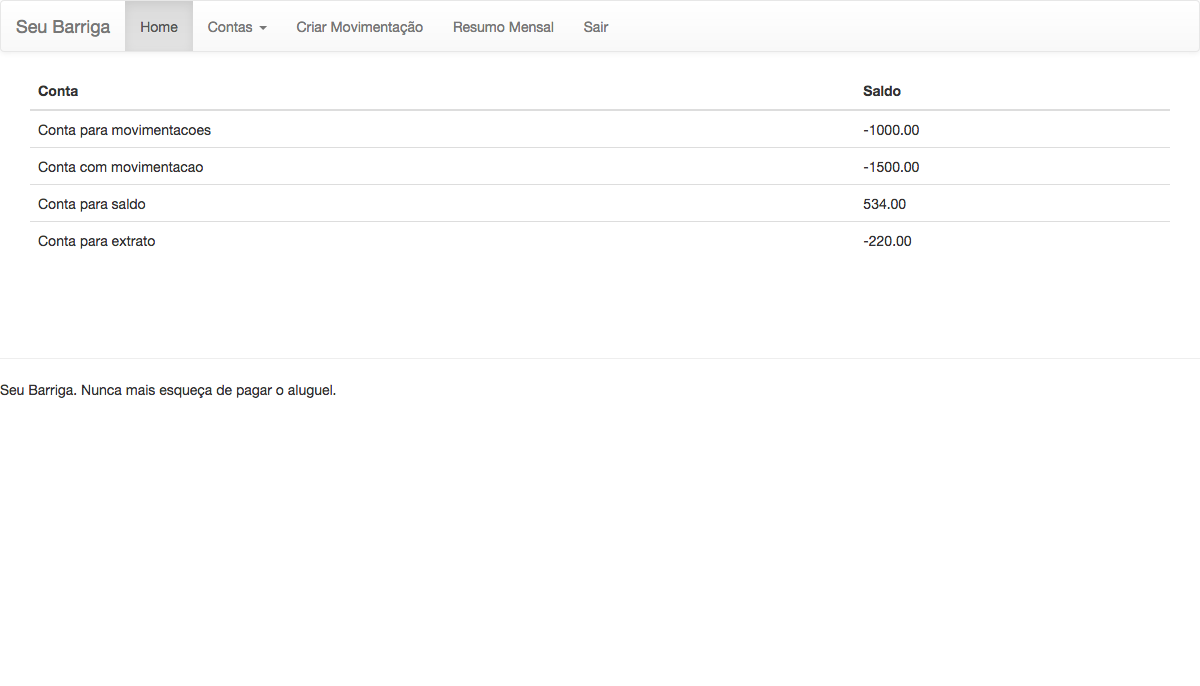 Seu Barriga Home Contas Criar Movimentação Resumo Mensal Sair
Conta Saldo
Conta para movimentacoes -1000.00
Conta com movimentacao -1500.00
Conta para saldo 534.00
Conta para extrato -220.00
Seu Barriga. Nunca mais esqueça de pagar o aluguel.